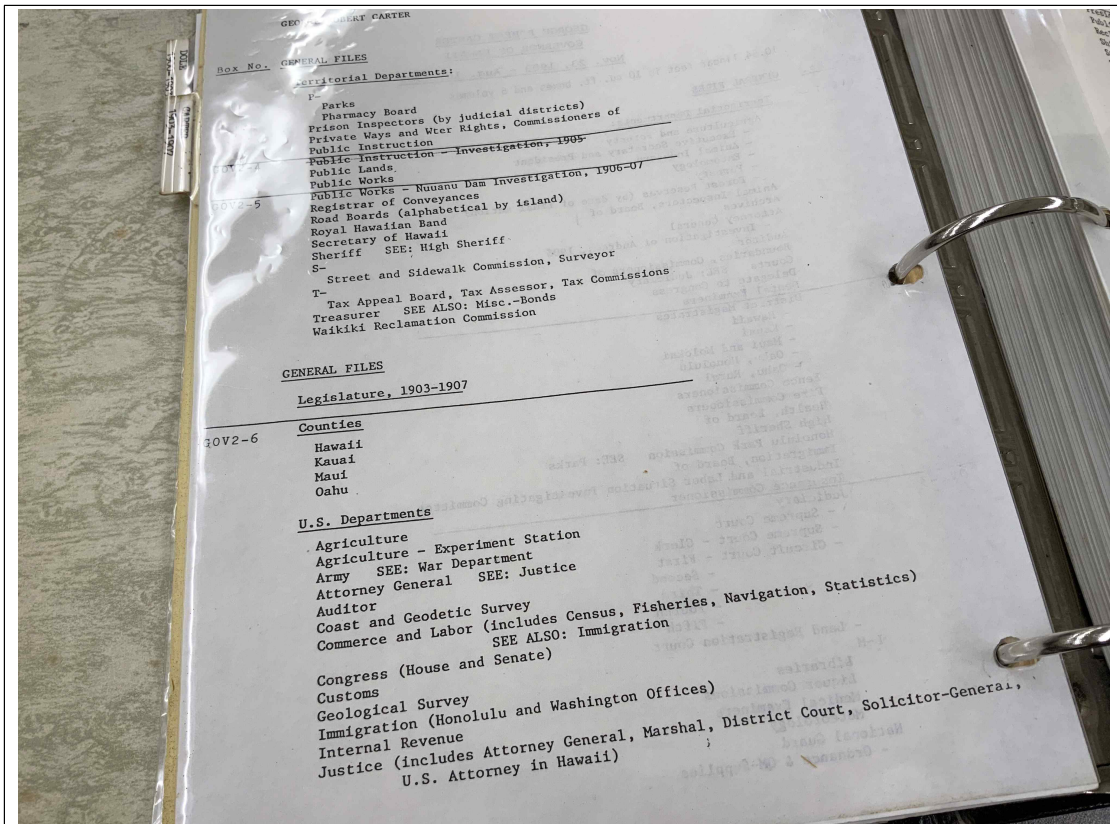 GEO ROBERT CARTER
Box No. GENERAL FILES
Territorial Departments:
P-
Parks
Pharmacy Board
Prison Inspectors (by judicial districts)
Private Ways and Wter Rights, Commissioners of
Public Instruction
Public Instruction - Investigation, 1905
Public Lands
GOV2-4
Public Works
Public Works - Nuuanu Dam Investigation, 1906-07
GOV2-5
Registrar of Conveyances
Road Boards (alphabetical by island)
Royal Hawaiian Band
Secretary of Hawaii
Sheriff SEE: High Sheriff
S-
Street and Sidewalk Commission, Surveyor
T-
Tax Appeal Board, Tax Assessor, Tax Commissions
Treasurer SEE ALSO: Misc.-Bonds
Waikiki Reclamation Commission
GENERAL FILES
Legislature, 1903-1907
GOV2-6 Counties
Hawaii
Kauai
Maui
Oahu
U.S. Departments
Agriculture
Agriculture - Experiment Station
Army SEE: War Department
Attorney General SEE: Justice
Auditor
Coast and Geodetic Survey
Commerce and Labor (includes Census, Fisheries, Navigation, Statistics)
SEE ALSO: Immigration
Congress (House and Senate)
Customs
Geological Survey
Immigration (Honolulu and Washington Offices)
Internal Revenue
Justice (includes Attorney General, Marshal, District Court, Solicitor-General,
U.S. Attorney in Hawaii)